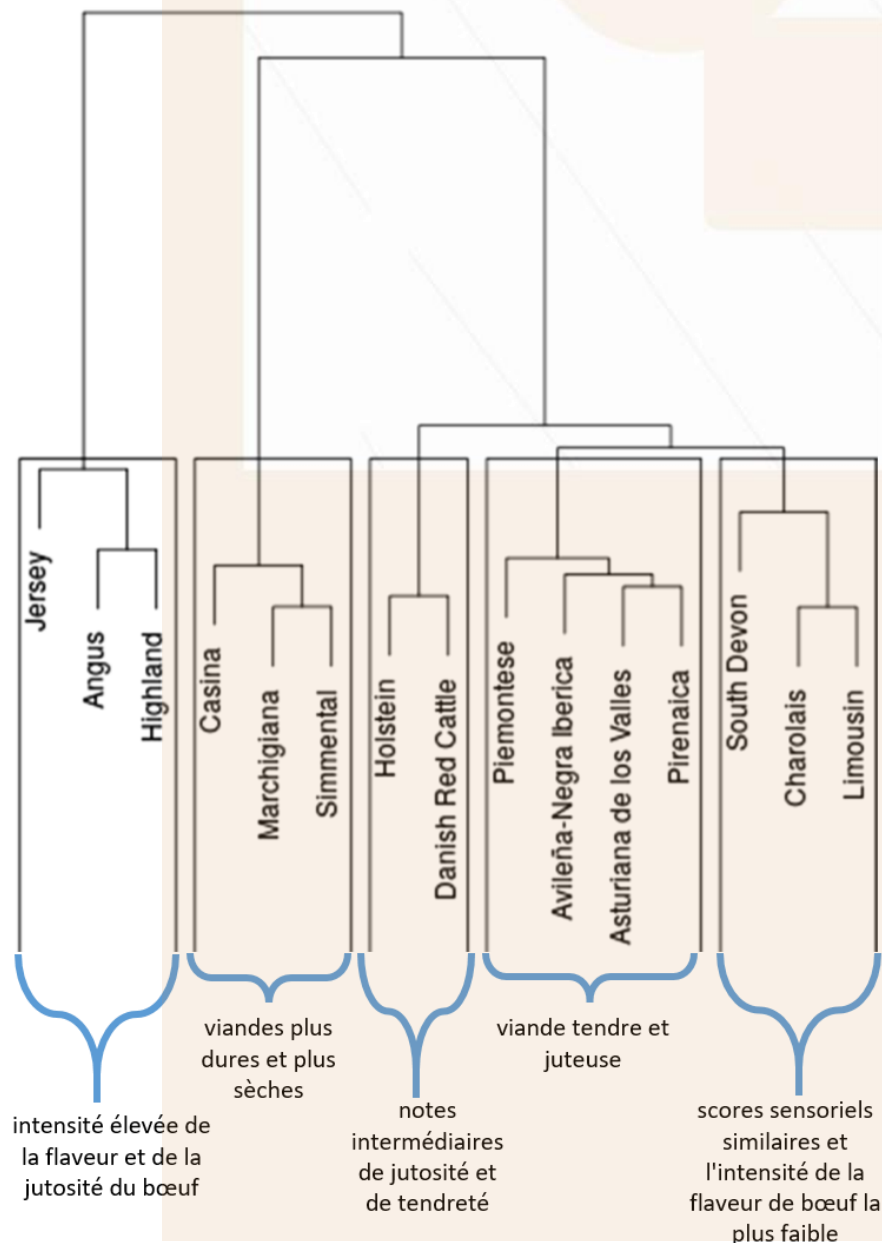 Jersey
Angus
Highland
Casina
Marchigiana
Simmental
Holstein
Danish Red Cattle
Piemontese
Avileña-Negra Iberica
Asturiana de los Valles
Pirenaica
South Devon
Charolais
Limousin
intensité élevée de
la flaveur et de la
jutosité du bœuf
viandes plus
dures et plus
sèches
notes
intermédiaires
de jutosité et
de tendreté
viande tendre et
juteuse
scores sensoriels
similaires et
l'intensité de la
flaveur de bœuf la
plus faible